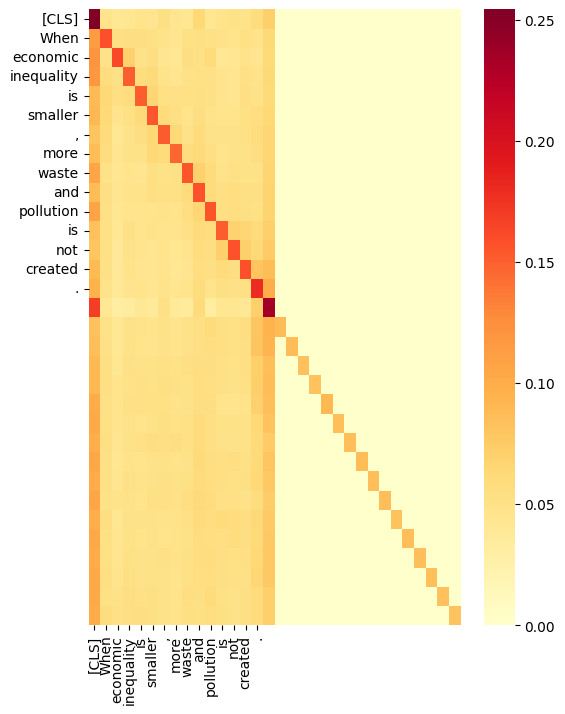 [CLS]
When
economic
inequality
is
smaller
,
more
waste
and
pollution
is
not
created
.
[CLS]
When
economic
inequality
is
smaller
,
more
waste
and
pollution
is
not
created
.
0.25
0.20
0.15
0.10
0.05
0.00